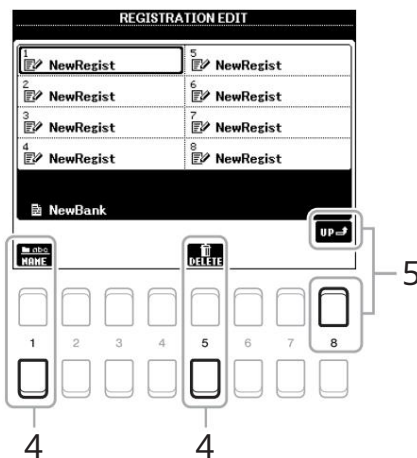 REGISTRATION EDIT
1 NewRegist
5 NewRegist
2 NewRegist
6 NewRegist
3 NewRegist
7 NewRegist
4 NewRegist
8 NewRegist
NewBank
UP
abc
NAME
DELETE
5
1 2 3 4 5 6 7 8
4 4